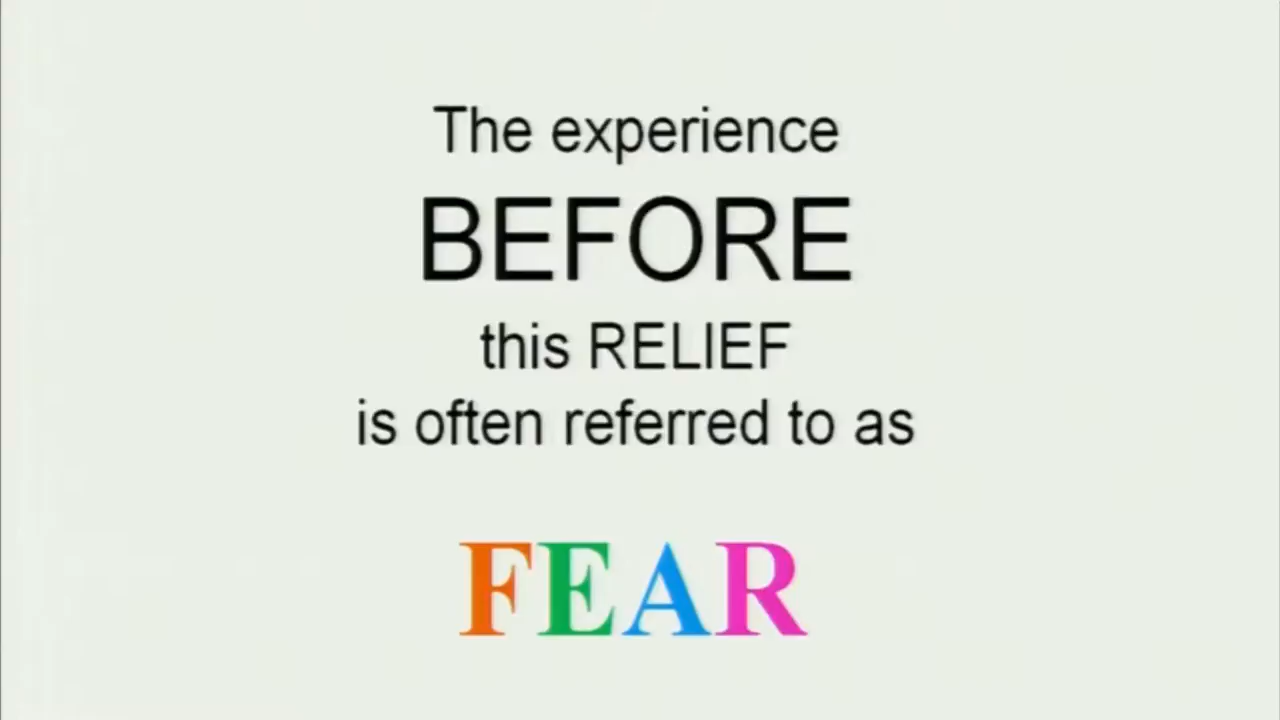 The experience
BEFORE
this RELIEF
is often referred to as
FEAR